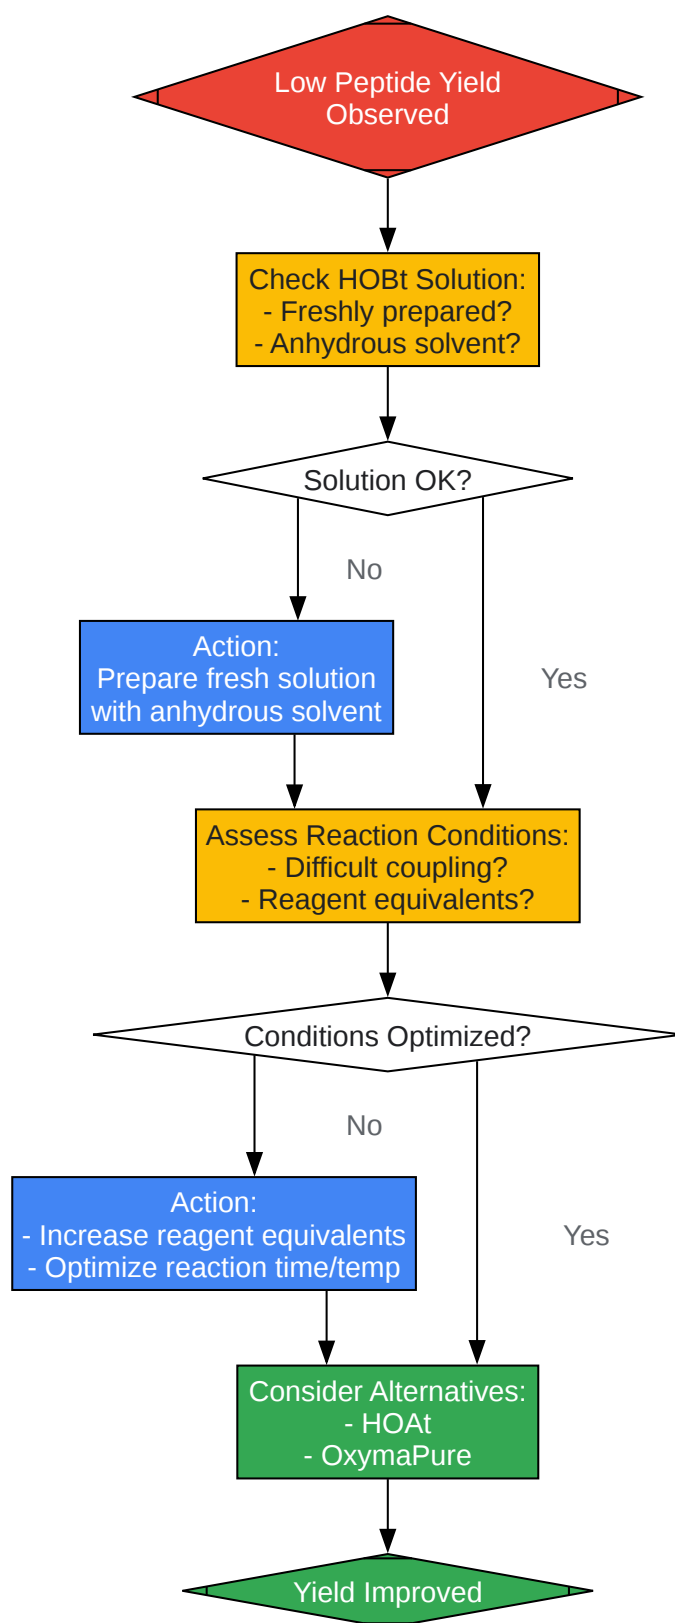 Low Peptide Yield
Observed
Check HOBt Solution:
- Freshly prepared?
- Anhydrous solvent?
Solution OK?
No
Action:
Prepare fresh solution
with anhydrous solvent
Yes
Assess Reaction Conditions:
- Difficult coupling?
- Reagent equivalents?
Conditions Optimized?
No
Action:
- Increase reagent equivalents
- Optimize reaction time/temp
Yes
Consider Alternatives:
- HOAt
- OxymaPure
Yield Improved